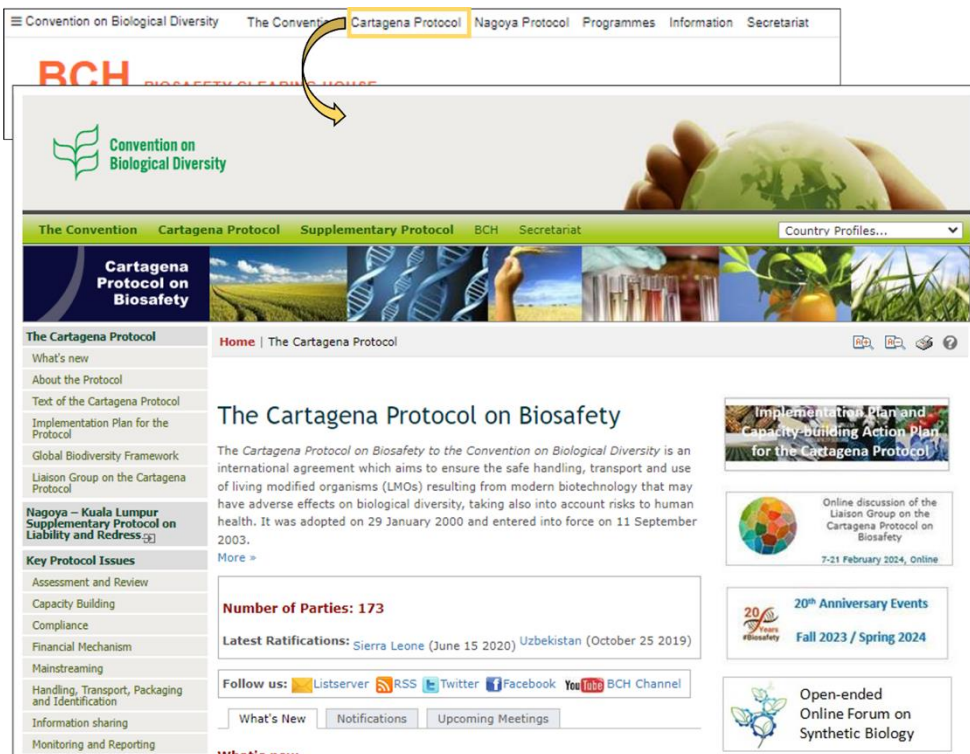 ≡ Convention on Biological Diversity The Convention Cartagena Protocol Nagoya Protocol Programmes Information Secretariat
BCH BIOSAFETY CLEARING-HOUSE
Convention on
Biological Diversity
The Convention Cartagena Protocol Supplementary Protocol BCH Secretariat Country Profiles...
Cartagena
Protocol on
Biosafety
The Cartagena Protocol
What's new
About the Protocol
Text of the Cartagena Protocol
Implementation Plan for the
Protocol
Global Biodiversity Framework
Liaison Group on the Cartagena
Protocol
Nagoya – Kuala Lumpur
Supplementary Protocol on
Liability and Redress
Key Protocol Issues
Assessment and Review
Capacity Building
Compliance
Financial Mechanism
Mainstreaming
Handling, Transport, Packaging
and Identification
Information sharing
Monitoring and Reporting
Home | The Cartagena Protocol
The Cartagena Protocol on Biosafety
The Cartagena Protocol on Biosafety to the Convention on Biological Diversity is an
international agreement which aims to ensure the safe handling, transport and use
of living modified organisms (LMOs) resulting from modern biotechnology that may
have adverse effects on biological diversity, taking also into account risks to human
health. It was adopted on 29 January 2000 and entered into force on 11 September
2003.
More »
Number of Parties: 173
Latest Ratifications: Sierra Leone (June 15 2020) Uzbekistan (October 25 2019)
Follow us: Listserver RSS Twitter Facebook YouTube BCH Channel
What's New Notifications Upcoming Meetings
What's new
Implementation Plan and
Capacity-building Action Plan
for the Cartagena Protocol
Online discussion of the
Liaison Group on the
Cartagena Protocol on
Biosafety
7-21 February 2024, Online
20 Years
#Biosafety
20th Anniversary Events
Fall 2023 / Spring 2024
Open-ended
Online Forum on
Synthetic Biology